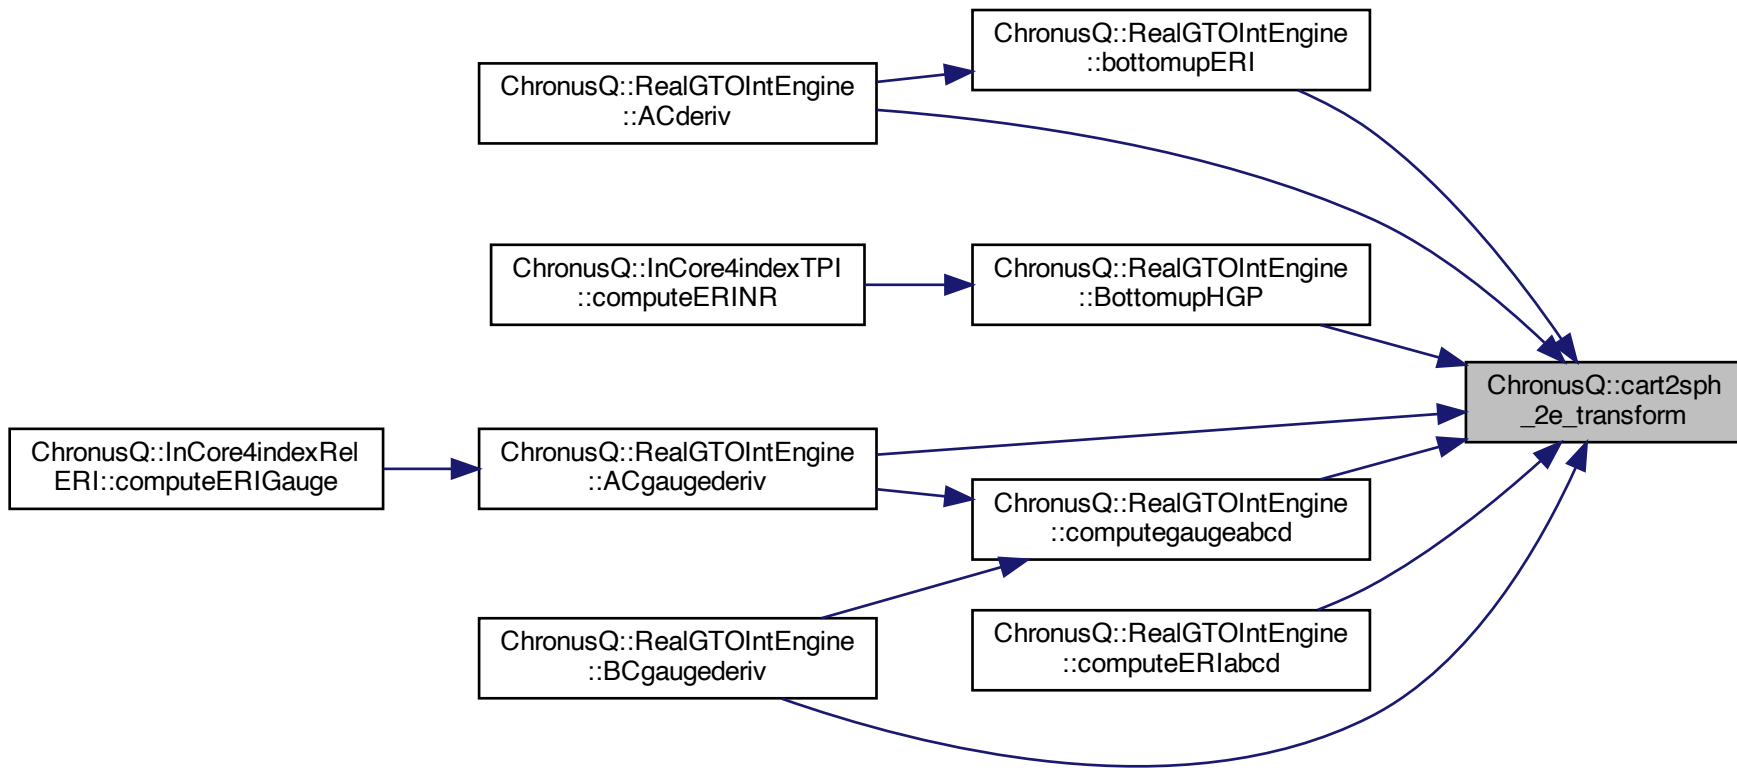 ChronusQ::RealGTOIntEngine
::bottomupERI
ChronusQ::RealGTOIntEngine
::ACderiv
ChronusQ::InCore4indexTPI
::computeERINR
ChronusQ::RealGTOIntEngine
::BottomupHGP
ChronusQ::cart2sph
_2e_transform
ChronusQ::InCore4indexRel
ERI::computeERIGauge
ChronusQ::RealGTOIntEngine
::ACgaugederiv
ChronusQ::RealGTOIntEngine
::computegaugeabcd
ChronusQ::RealGTOIntEngine
::BCgaugederiv
ChronusQ::RealGTOIntEngine
::computeERIabcd